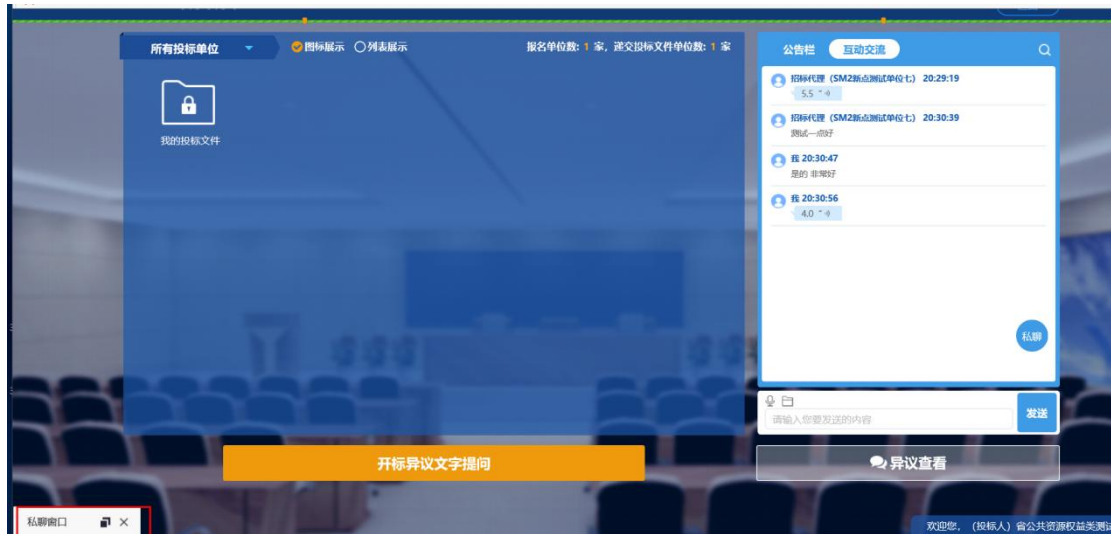 所有投标单位
图标展示 列表展示
报名单位数: 1 家, 递交投标文件单位数: 1 家
我的投标文件
公告栏 互动交流
招标代理 (SM2新点测试单位七) 20:29:19
5.5 "
招标代理 (SM2新点测试单位七) 20:30:39
测试一点好
我 20:30:47
是的 非常好
我 20:30:56
4.0 "
私聊
请输入您要发送的内容
发送
开标异议文字提问
异议查看
私聊窗口
欢迎您, (投标人) 省公共资源权益类测试